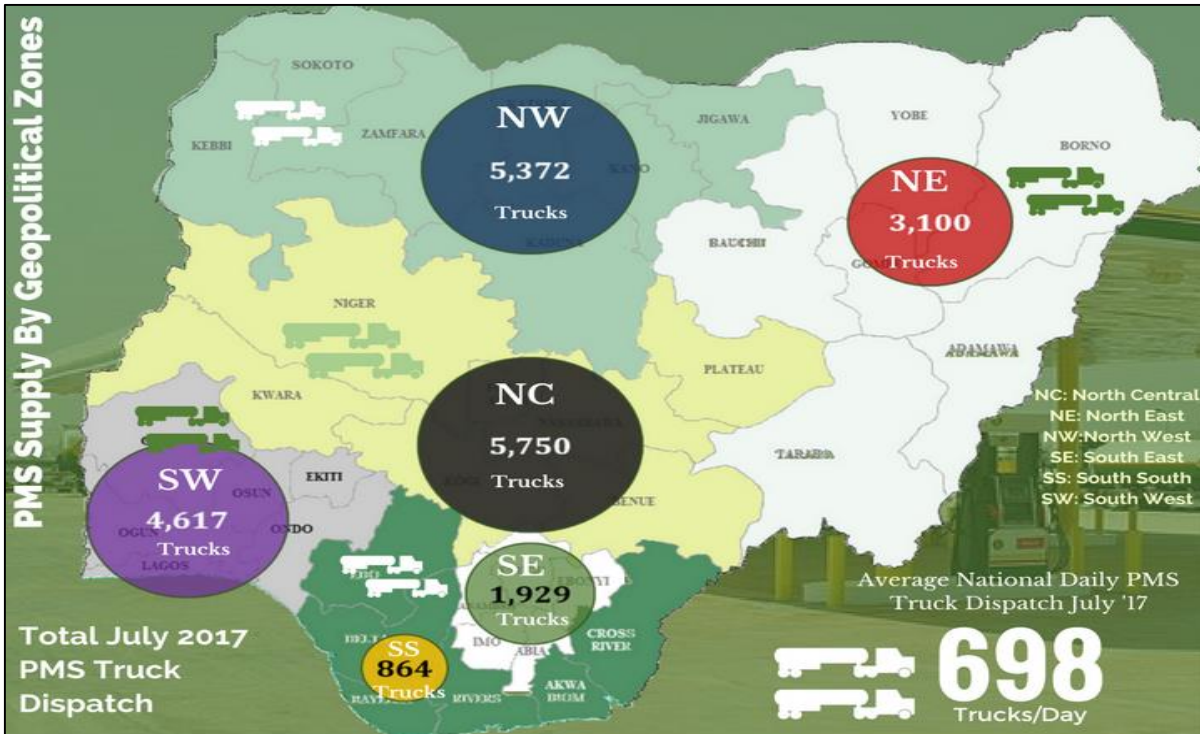 PMS Supply By Geopolitical Zones
SOKOTO
KEBBI
ZAMFARA
JIGAWA
YOBE
BORNO
NW
5,372
Trucks
KANO
KADUNA
NE
3,100
Trucks
BAUCHI
NIGER
KWARA
PLATEAU
ADAMAWA
NC
5,750
Trucks
BENUE
TARABA
NC: North Central
NE: North East
NW:North West
SE: South East
SS: South South
SW: South West
SW
4,617
Trucks
EKITI
OSUN
OGUN
ONDO
LAGOS
SE
1,929
Trucks
IMO
ABIA
CROSS
RIVER
DELTA
SS
864
Trucks
RIVERS
AKWA
IBOM
Average National Daily PMS
Truck Dispatch July '17
698
Trucks/Day
Total July 2017
PMS Truck
Dispatch